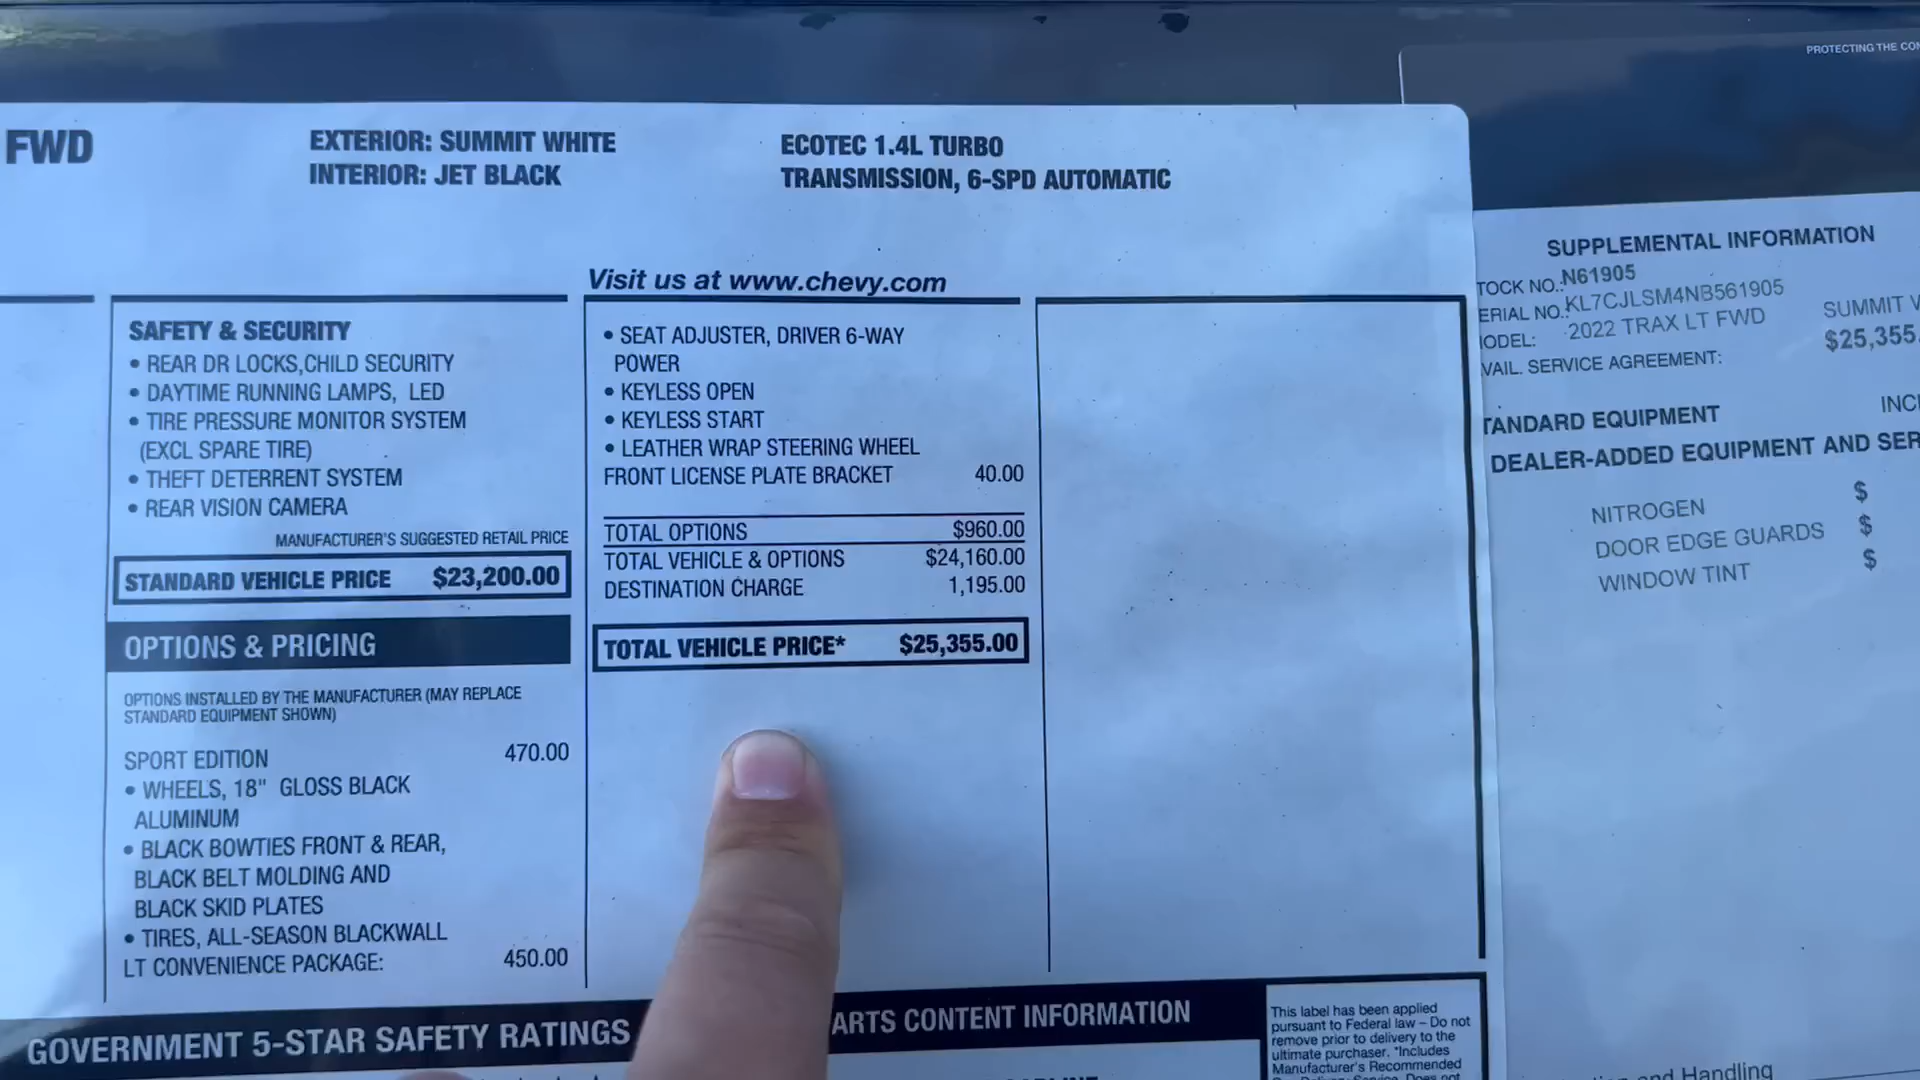 PROTECTING THE
FWD
EXTERIOR: SUMMIT WHITE
INTERIOR: JET BLACK
ECOTEC 1.4L TURBO
TRANSMISSION, 6-SPD AUTOMATIC
Visit us at www.chevy.com
SAFETY & SECURITY
• REAR DR LOCKS,CHILD SECURITY
• DAYTIME RUNNING LAMPS, LED
• TIRE PRESSURE MONITOR SYSTEM
(EXCL SPARE TIRE)
• THEFT DETERRENT SYSTEM
• REAR VISION CAMERA
MANUFACTURER'S SUGGESTED RETAIL PRICE
STANDARD VEHICLE PRICE $23,200.00
OPTIONS & PRICING
OPTIONS INSTALLED BY THE MANUFACTURER (MAY REPLACE
STANDARD EQUIPMENT SHOWN)
SPORT EDITION 470.00
• WHEELS, 18" GLOSS BLACK
ALUMINUM
• BLACK BOWTIES FRONT & REAR,
BLACK BELT MOLDING AND
BLACK SKID PLATES
• TIRES, ALL-SEASON BLACKWALL
LT CONVENIENCE PACKAGE: 450.00
• SEAT ADJUSTER, DRIVER 6-WAY
POWER
• KEYLESS OPEN
• KEYLESS START
• LEATHER WRAP STEERING WHEEL
FRONT LICENSE PLATE BRACKET 40.00
TOTAL OPTIONS $960.00
TOTAL VEHICLE & OPTIONS $24,160.00
DESTINATION CHARGE 1,195.00
TOTAL VEHICLE PRICE* $25,355.00
GOVERNMENT 5-STAR SAFETY RATINGS
ARTS CONTENT INFORMATION
This label has been applied
pursuant to Federal law – Do not
remove prior to delivery to the
ultimate purchaser. *Includes
Manufacturer's Recommended
SUPPLEMENTAL INFORMATION
TOCK NO.: N61905
ERIAL NO.: KL7CJLSM4NB561905
ODEL: 2022 TRAX LT FWD SUMMIT
VAIL. SERVICE AGREEMENT: $25,355.
TANDARD EQUIPMENT INC
DEALER-ADDED EQUIPMENT AND SER
NITROGEN $
DOOR EDGE GUARDS $
WINDOW TINT $
and Handling